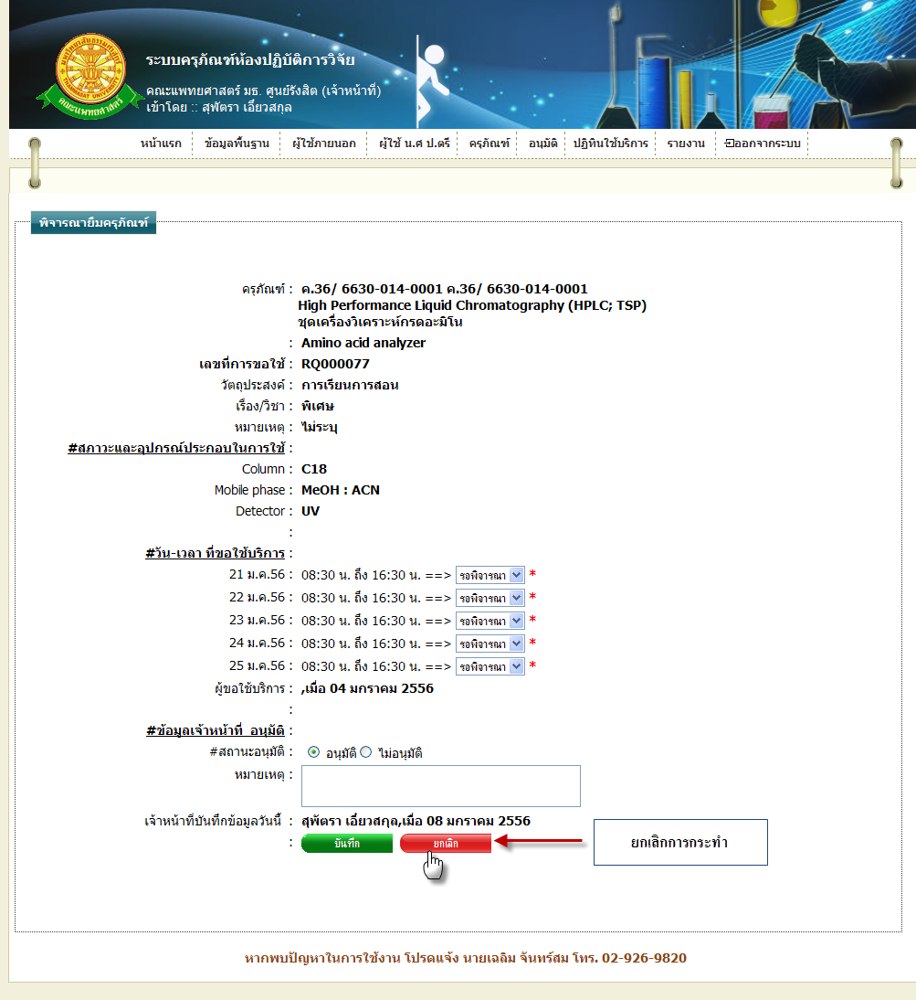 ระบบครุภัณฑ์ห้องปฏิบัติการวิจัย
คณะแพทยศาสตร์ มธ. ศูนย์รังสิต (เจ้าหน้าที่)
เข้าโดย :: สุพัตรา เอี่ยวสกุล
หน้าแรก ข้อมูลพื้นฐาน ผู้ใช้ภายนอก ผู้ใช้ น.ศ ป.ตรี ครุภัณฑ์ อนุมัติ ปฏิทินใช้บริการ รายงาน ออกจากระบบ
พิจารณายืมครุภัณฑ์
ครุภัณฑ์ : ค.36/ 6630-014-0001 ค.36/ 6630-014-0001
High Performance Liquid Chromatography (HPLC; TSP)
ชุดเครื่องวิเคราะห์กรดอะมิโน
: Amino acid analyzer
เลขที่การขอใช้ : RQ000077
วัตถุประสงค์ : การเรียนการสอน
เรื่อง/วิชา : พิเศษ
หมายเหตุ : ไม่ระบุ
#สภาวะและอุปกรณ์ประกอบในการใช้ :
Column : C18
Mobile phase : MeOH : ACN
Detector : UV
:
#วัน-เวลา ที่ขอใช้บริการ :
21 ม.ค.56 : 08:30 น. ถึง 16:30 น. ==> รอพิจารณา *
22 ม.ค.56 : 08:30 น. ถึง 16:30 น. ==> รอพิจารณา *
23 ม.ค.56 : 08:30 น. ถึง 16:30 น. ==> รอพิจารณา *
24 ม.ค.56 : 08:30 น. ถึง 16:30 น. ==> รอพิจารณา *
25 ม.ค.56 : 08:30 น. ถึง 16:30 น. ==> รอพิจารณา *
ผู้ขอใช้บริการ : ,เมื่อ 04 มกราคม 2556
:
#ข้อมูลเจ้าหน้าที่ อนุมัติ :
#สถานะอนุมัติ : อนุมัติ ไม่อนุมัติ
หมายเหตุ :
เจ้าหน้าที่บันทึกข้อมูลวันนี้ : สุพัตรา เอี่ยวสกุล,เมื่อ 08 มกราคม 2556
: บันทึก ยกเลิก
ยกเลิกการกระทำ
หากพบปัญหาในการใช้งาน โปรดแจ้ง นายเฉลิม จันทร์สม โทร. 02-926-9820